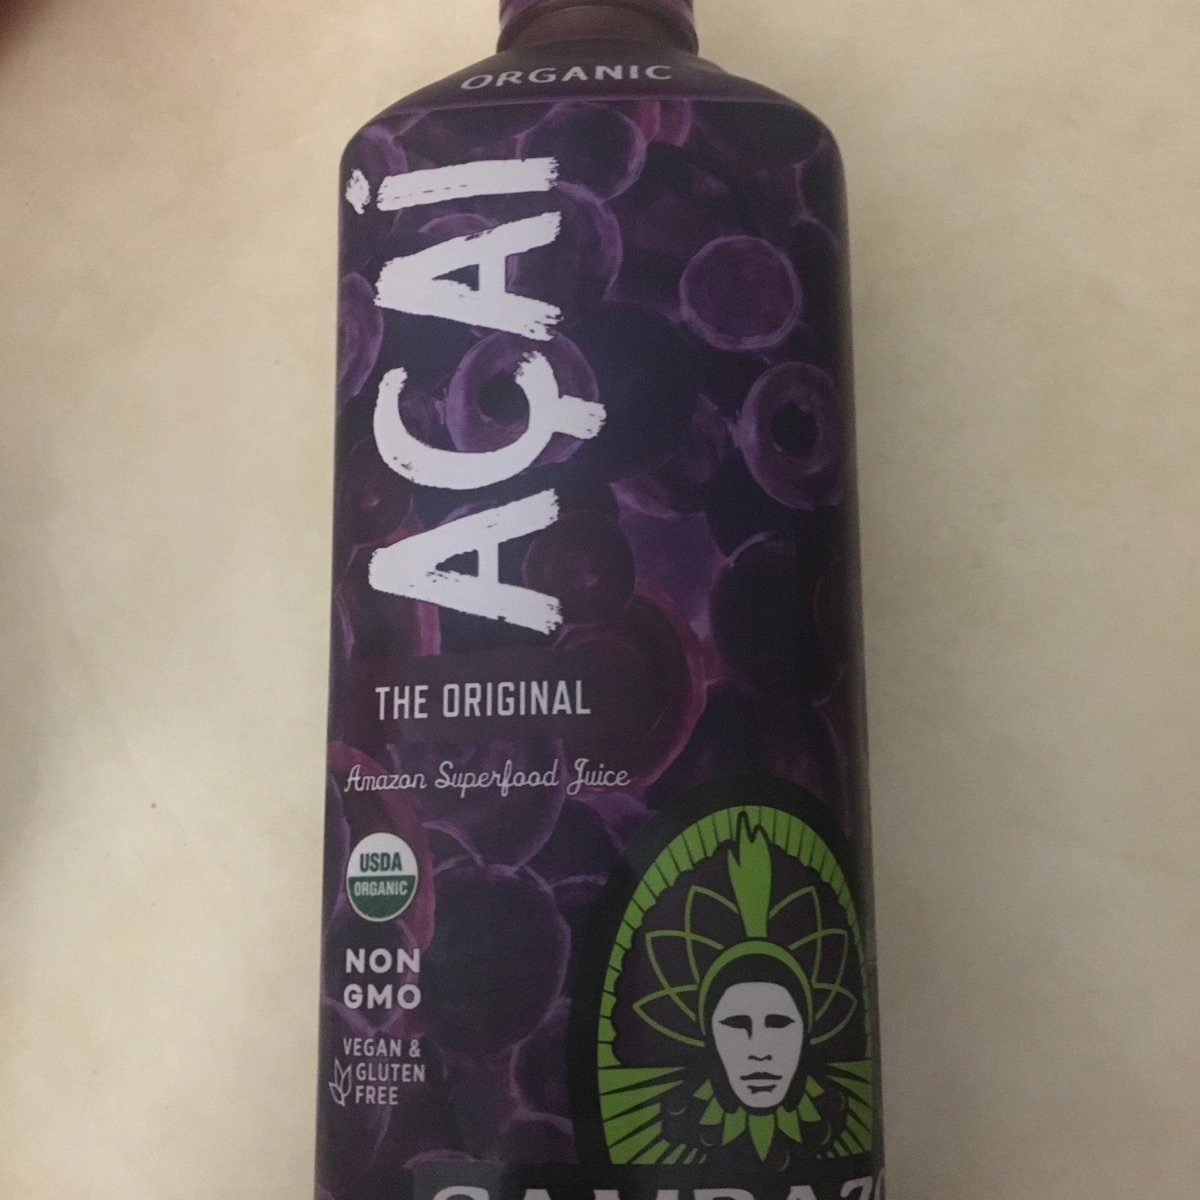 ORGANIC
AÇAÍ
THE ORIGINAL
Amazon Superfood Juice
USDA
ORGANIC
NON
GMO
VEGAN &
GLUTEN
FREE